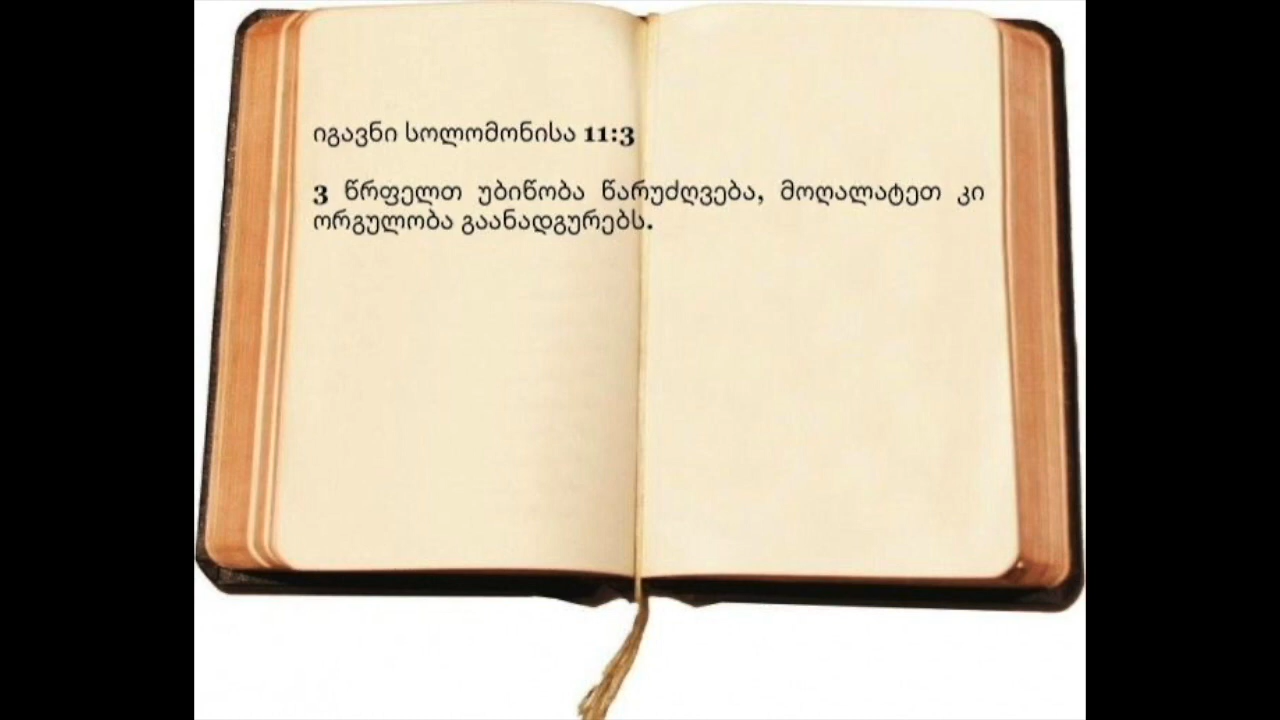 იგავნი სოლომონისა 11:3
3 წრფელთ უბიწობა წარუძღვება, მოღალატეთ კი
ორგულობა გაანადგურებს.